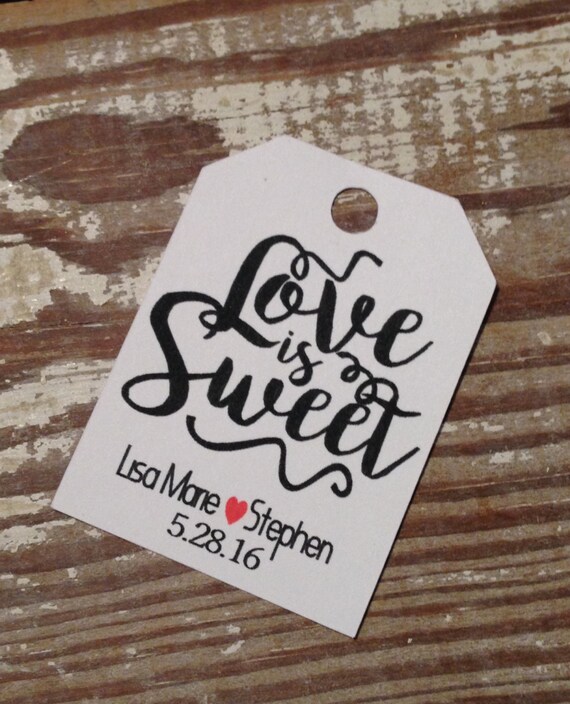 Love
is
Sweet
Lisa Marie ♥ Stephen
5.28.16